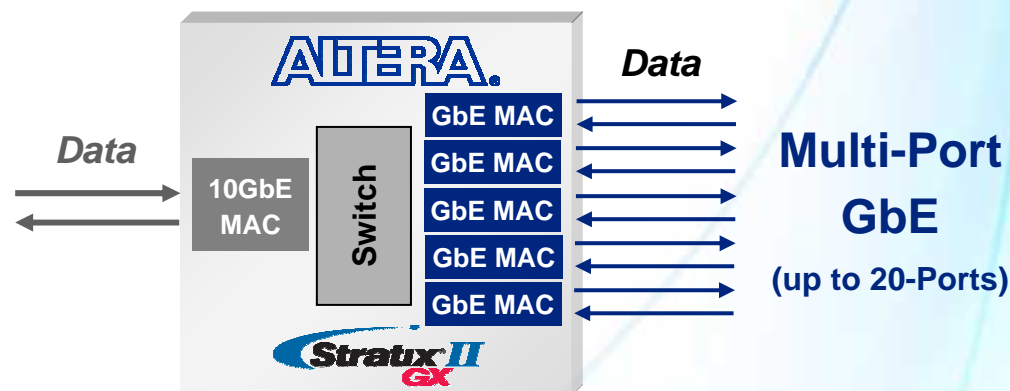 ALTERA®
Data
10GbE
MAC
Switch
GbE MAC
GbE MAC
GbE MAC
GbE MAC
GbE MAC
Data
Multi-Port
GbE
(up to 20-Ports)
Stratix® II
GX